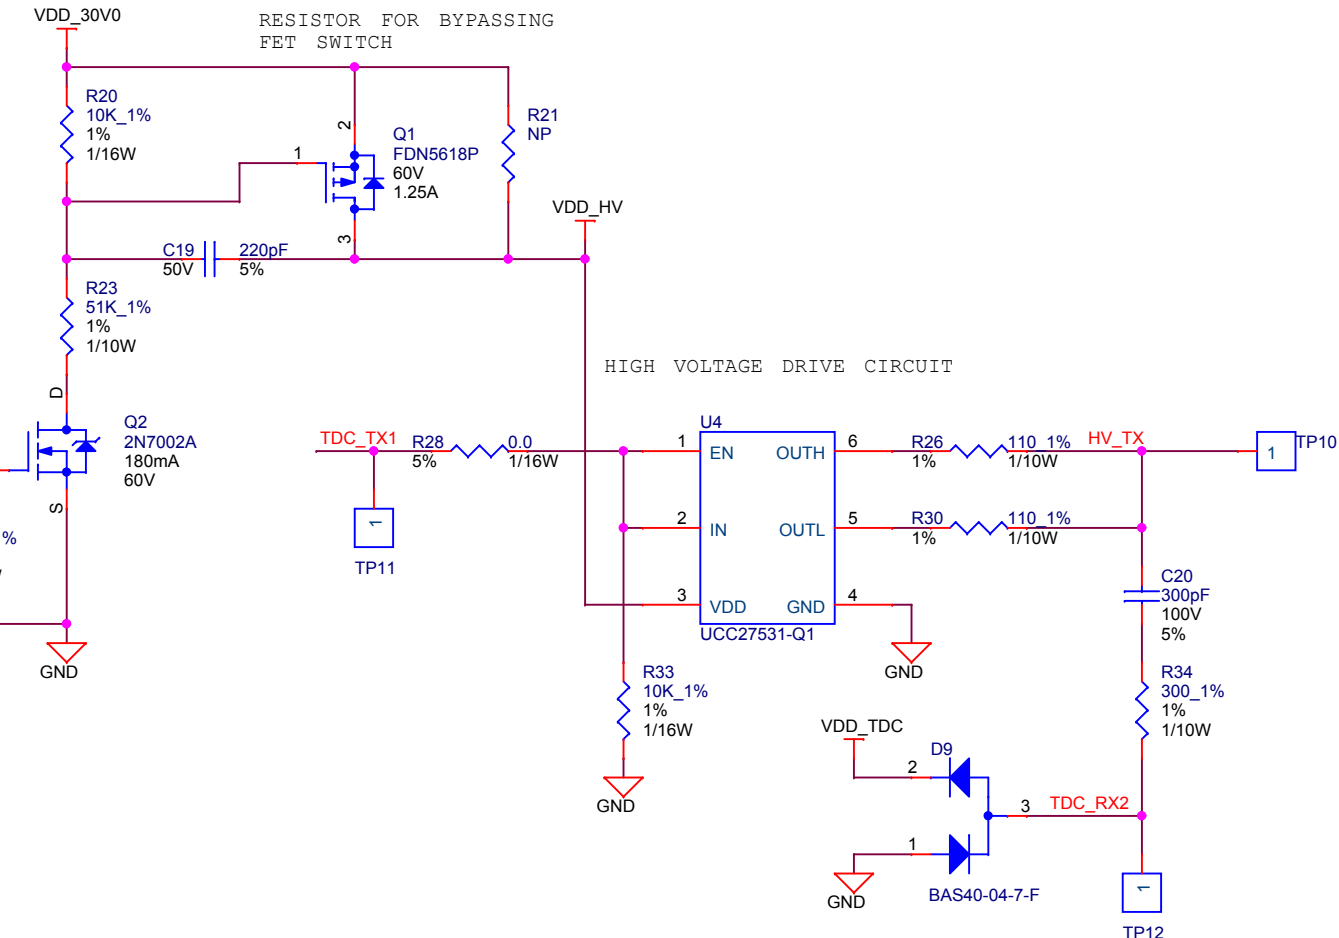 VDD_30V0
RESISTOR FOR BYPASSING
FET SWITCH
R20
10K_1%
1%
1/16W
1
2
3
Q1
FDN5618P
60V
1.25A
R21
NP
VDD_HV
C19
50V
220pF
5%
R23
51K_1%
1%
1/10W
HIGH VOLTAGE DRIVE CIRCUIT
D
S
Q2
2N7002A
180mA
60V
%
GND
TDC_TX1
R28
5%
0.0
1/16W
1
TP11
U4
1
EN
2
IN
3
VDD
OUTH
6
OUTL
5
GND
4
UCC27531-Q1
R26
1%
110_1%
1/10W
HV_TX
1
TP10
R30
1%
110_1%
1/10W
GND
C20
300pF
100V
5%
R33
10K_1%
1%
1/16W
GND
R34
300_1%
1%
1/10W
VDD_TDC
D9
2
3
TDC_RX2
1
GND
BAS40-04-7-F
1
TP12